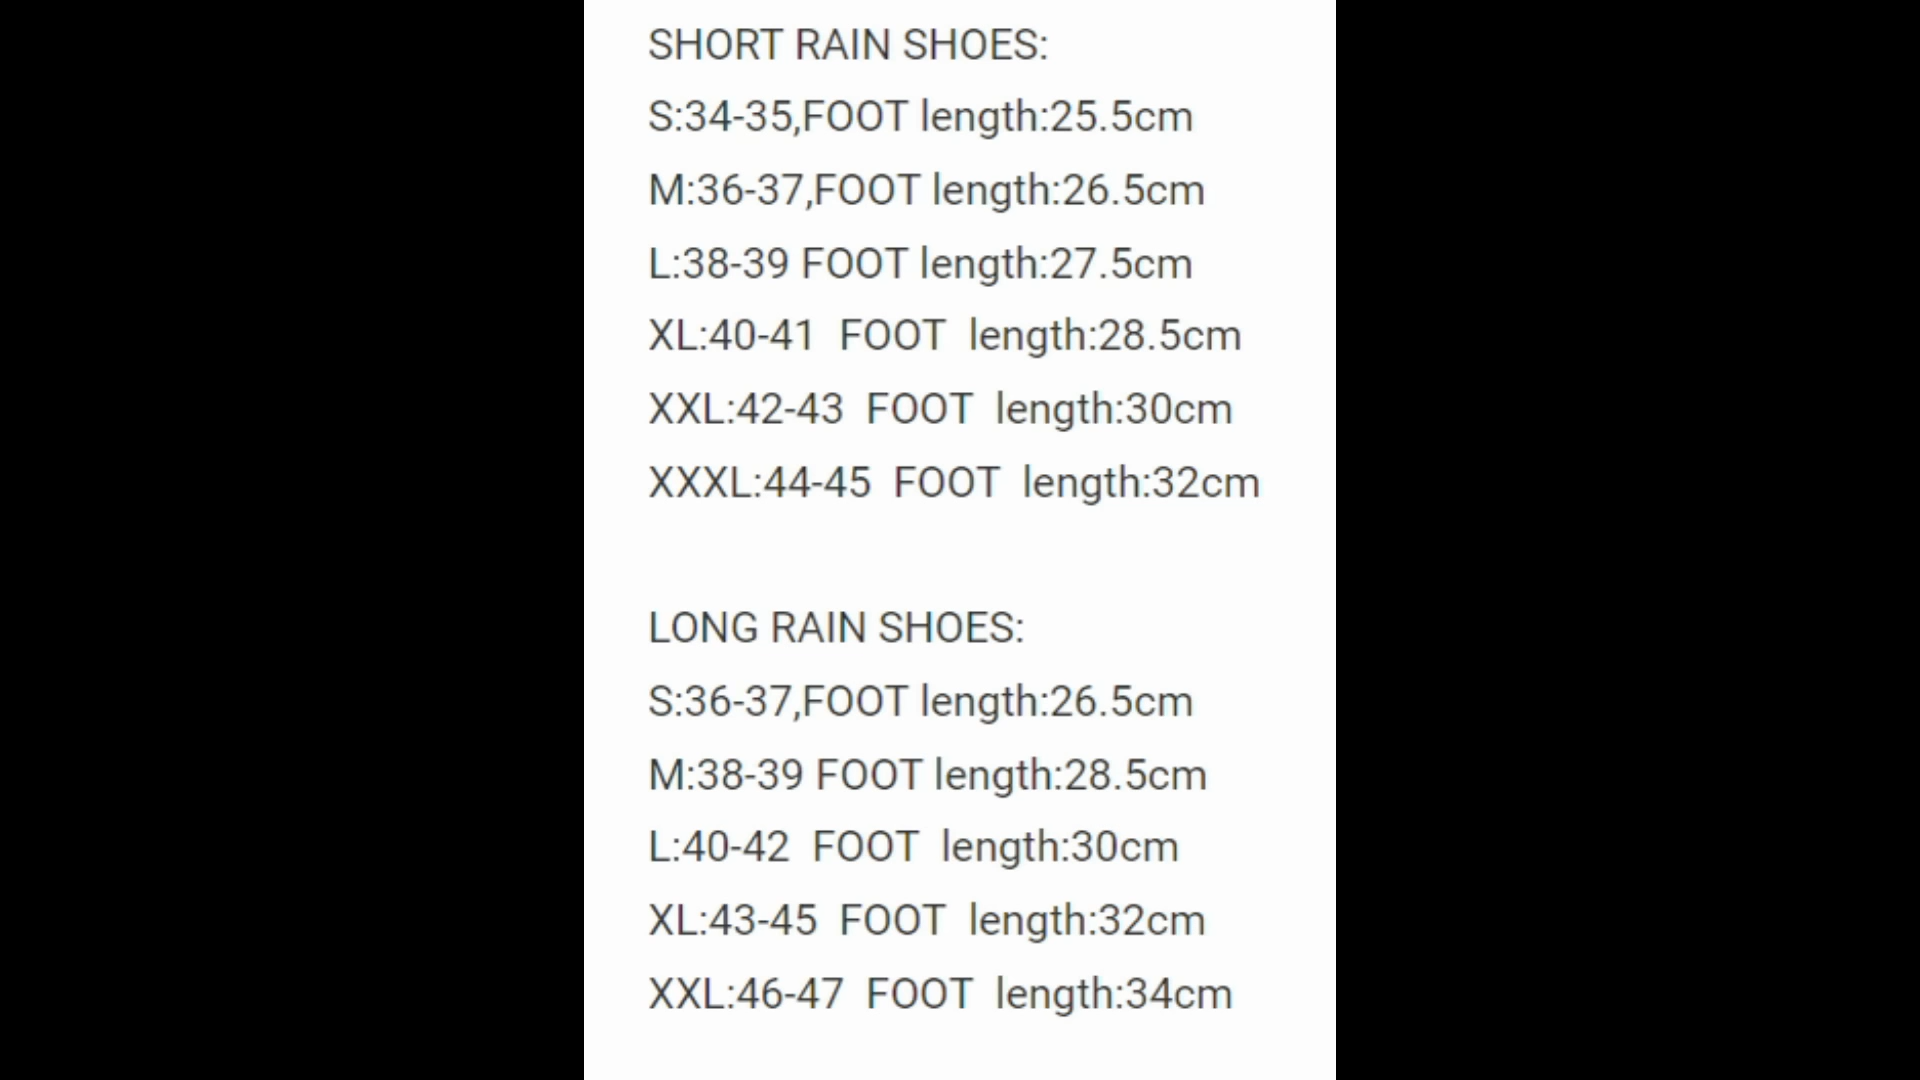 SHORT RAIN SHOES:
S:34-35,FOOT length:25.5cm
M:36-37,FOOT length:26.5cm
L:38-39 FOOT length:27.5cm
XL:40-41  FOOT  length:28.5cm
XXL:42-43  FOOT  length:30cm
XXXL:44-45  FOOT  length:32cm
LONG RAIN SHOES:
S:36-37,FOOT length:26.5cm
M:38-39 FOOT length:28.5cm
L:40-42  FOOT  length:30cm
XL:43-45  FOOT  length:32cm
XXL:46-47  FOOT  length:34cm